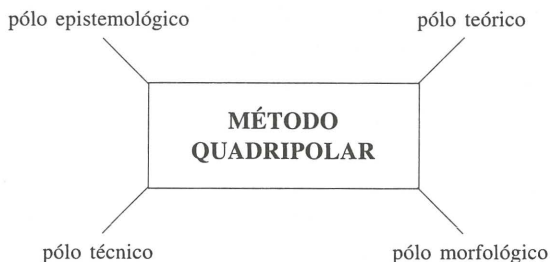 pólo epistemológico
pólo teórico
MÉTODO
QUADRIPOLAR
pólo técnico
pólo morfológico